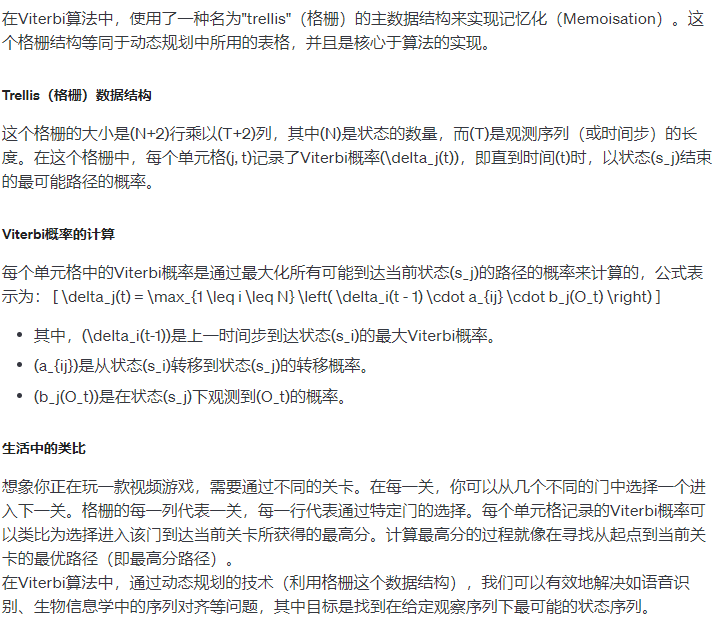 在Viterbi算法中，使用了一种名为"trellis"（格栅）的主数据结构来实现记忆化（Memoisation）。这
个格栅结构等同于动态规划中所用的表格，并且是核心于算法的实现。
Trellis（格栅）数据结构
这个格栅的大小是(N+2)行乘以(T+2)列，其中(N)是状态的数量，而(T)是观测序列（或时间步）的长
度。在这个格栅中，每个单元格(j, t)记录了Viterbi概率(\delta_j(t))，即直到时间(t)时，以状态(s_j)结束
的最可能路径的概率。
Viterbi概率的计算
每个单元格中的Viterbi概率是通过最大化所有可能到达当前状态(s_j)的路径的概率来计算的，公式表
示为： [ \delta_j(t) = \max_{1 \leq i \leq N} \left( \delta_i(t - 1) \cdot a_{ij} \cdot b_j(O_t) \right) ]
• 其中，(\delta_i(t-1))是上一时间步到达状态(s_i)的最大Viterbi概率。
• (a_{ij})是从状态(s_i)转移到状态(s_j)的转移概率。
• (b_j(O_t))是在状态(s_j)下观测到(O_t)的概率。
生活中的类比
想象你正在玩一款视频游戏，需要通过不同的关卡。在每一关，你可以从几个不同的门中选择一个进
入下一关。格栅的每一列代表一关，每一行代表通过特定门的选择。每个单元格记录的Viterbi概率可
以类比为选择进入该门到达当前关卡所获得的最高分。计算最高分的过程就像在寻找从起点到当前关
卡的最优路径（即最高分路径）。
在Viterbi算法中，通过动态规划的技术（利用格栅这个数据结构），我们可以有效地解决如语音识
别、生物信息学中的序列对齐等问题，其中目标是找到在给定观察序列下最可能的状态序列。